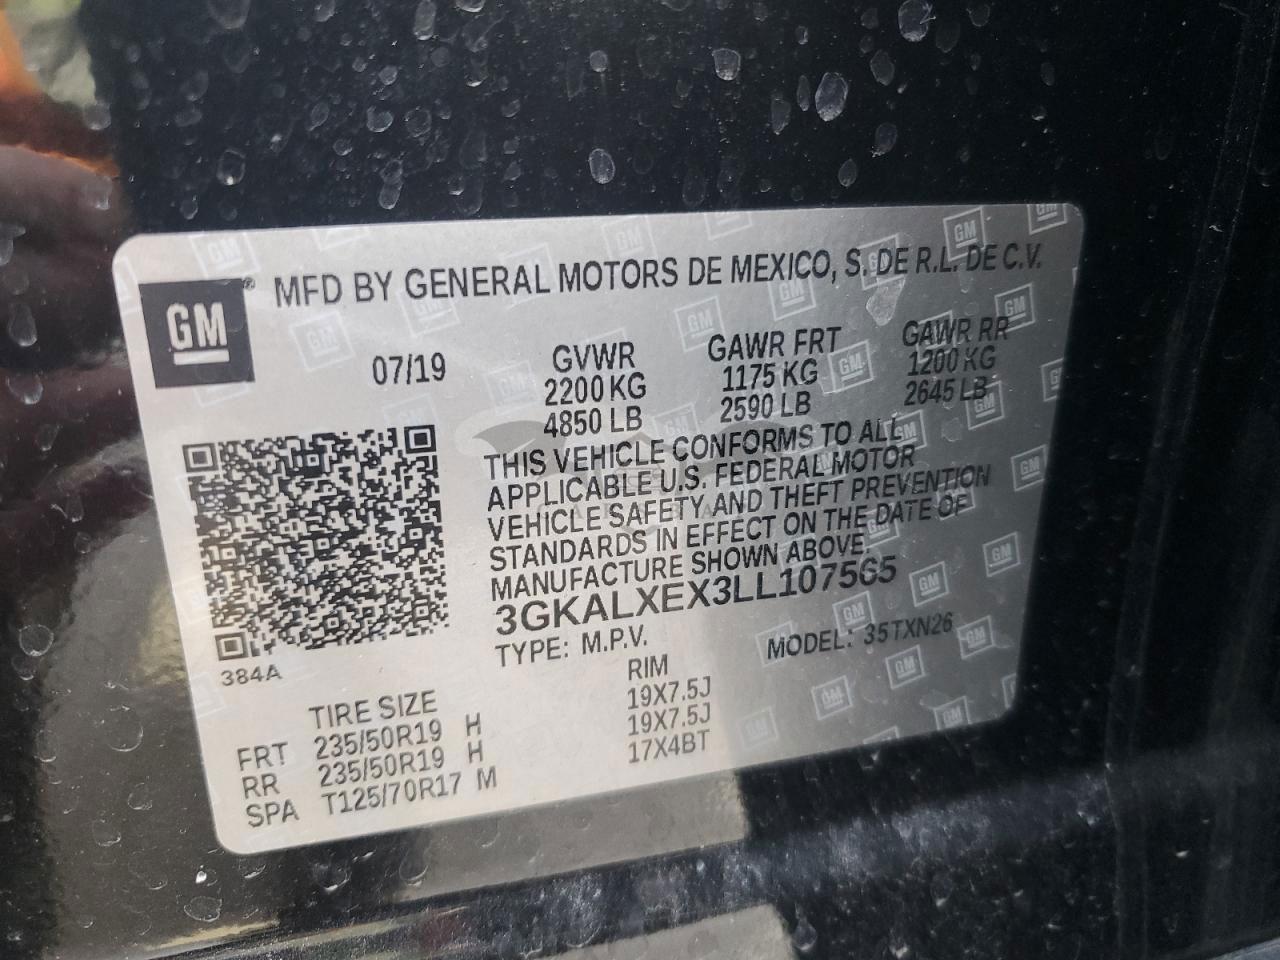 GM® MFD BY GENERAL MOTORS DE MEXICO, S. DE R.L. DE C.V.
07/19 GVWR GAWR FRT GAWR RR
2200 KG 1175 KG 1200 KG
4850 LB 2590 LB 2645 LB
THIS VEHICLE CONFORMS TO ALL
APPLICABLE U.S. FEDERAL MOTOR
VEHICLE SAFETY AND THEFT PREVENTION
STANDARDS IN EFFECT ON THE DATE OF
MANUFACTURE SHOWN ABOVE.
3GKALXEX3LL107565
TYPE: M.P.V. MODEL: 35TXN26
384A
TIRE SIZE RIM
FRT 235/50R19 H 19X7.5J
RR 235/50R19 H 19X7.5J
SPA T125/70R17 M 17X4BT